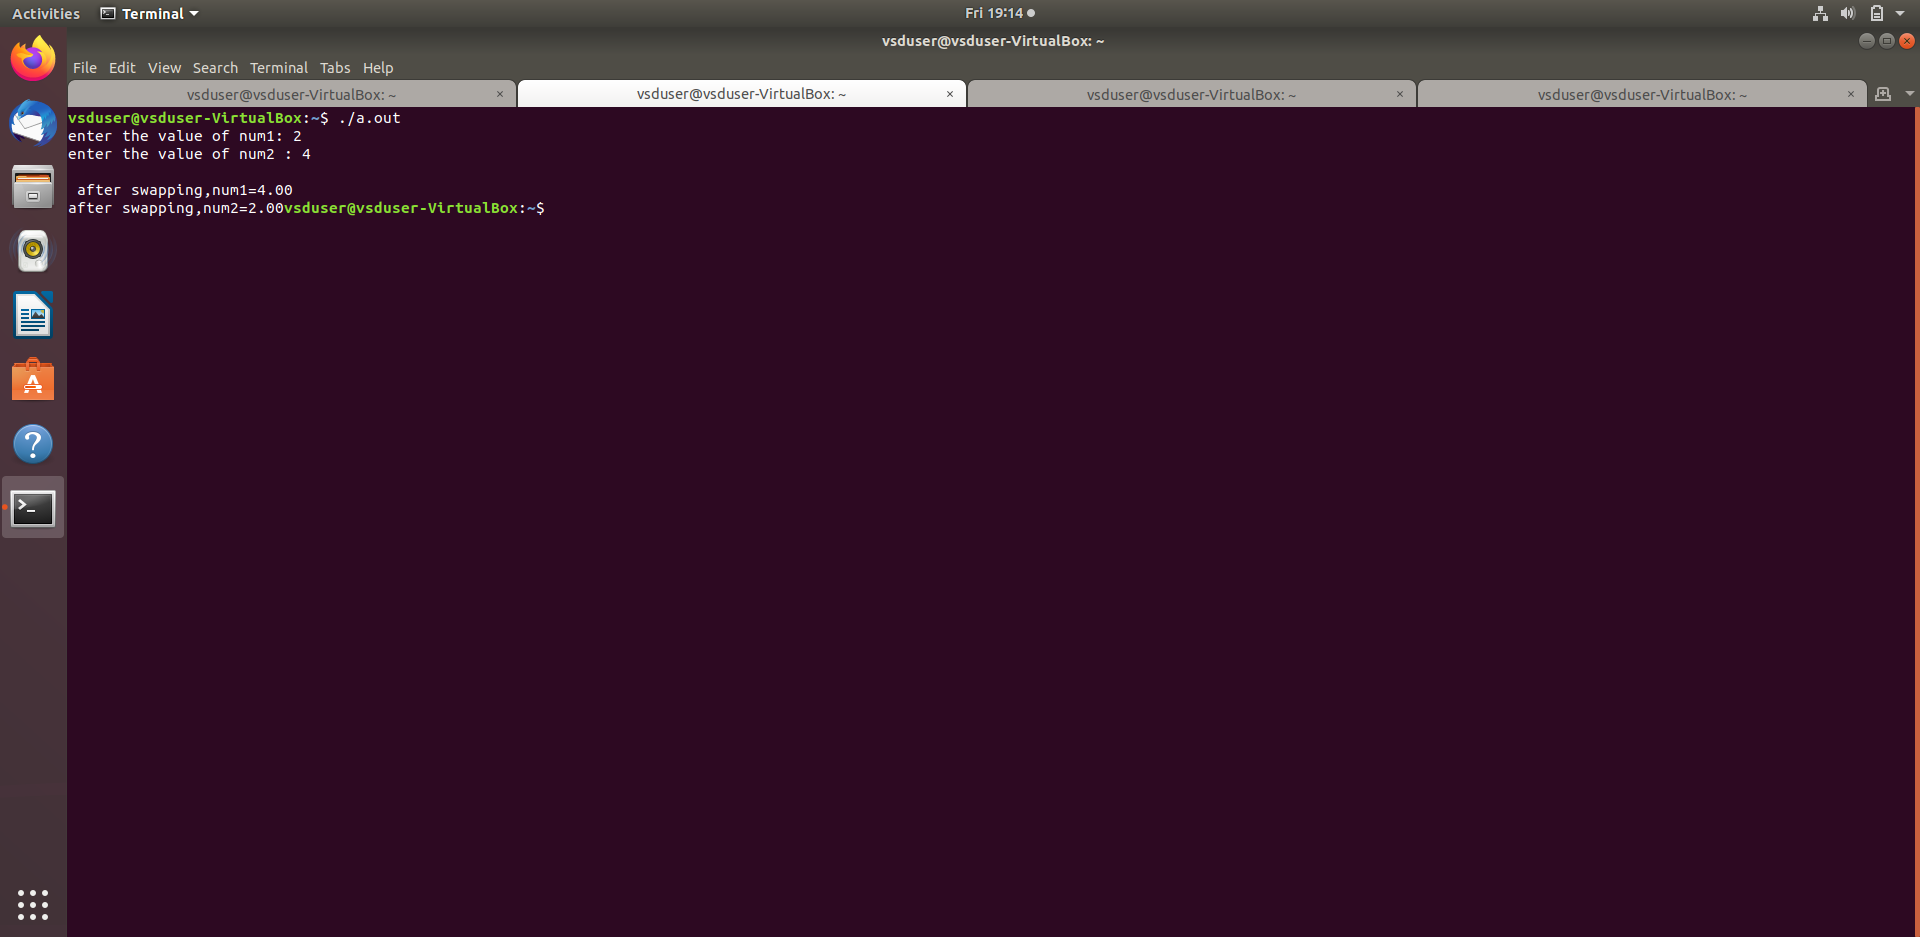 Activities Terminal Fri 19:14
vsduser@vsduser-VirtualBox: ~
File Edit View Search Terminal Tabs Help
vsduser@vsduser-VirtualBox: ~ × vsduser@vsduser-VirtualBox: ~ × vsduser@vsduser-VirtualBox: ~ × vsduser@vsduser-VirtualBox: ~ ×
vsduser@vsduser-VirtualBox:~$ ./a.out
enter the value of num1: 2
enter the value of num2 : 4
after swapping,num1=4.00
after swapping,num2=2.00vsduser@vsduser-VirtualBox:~$